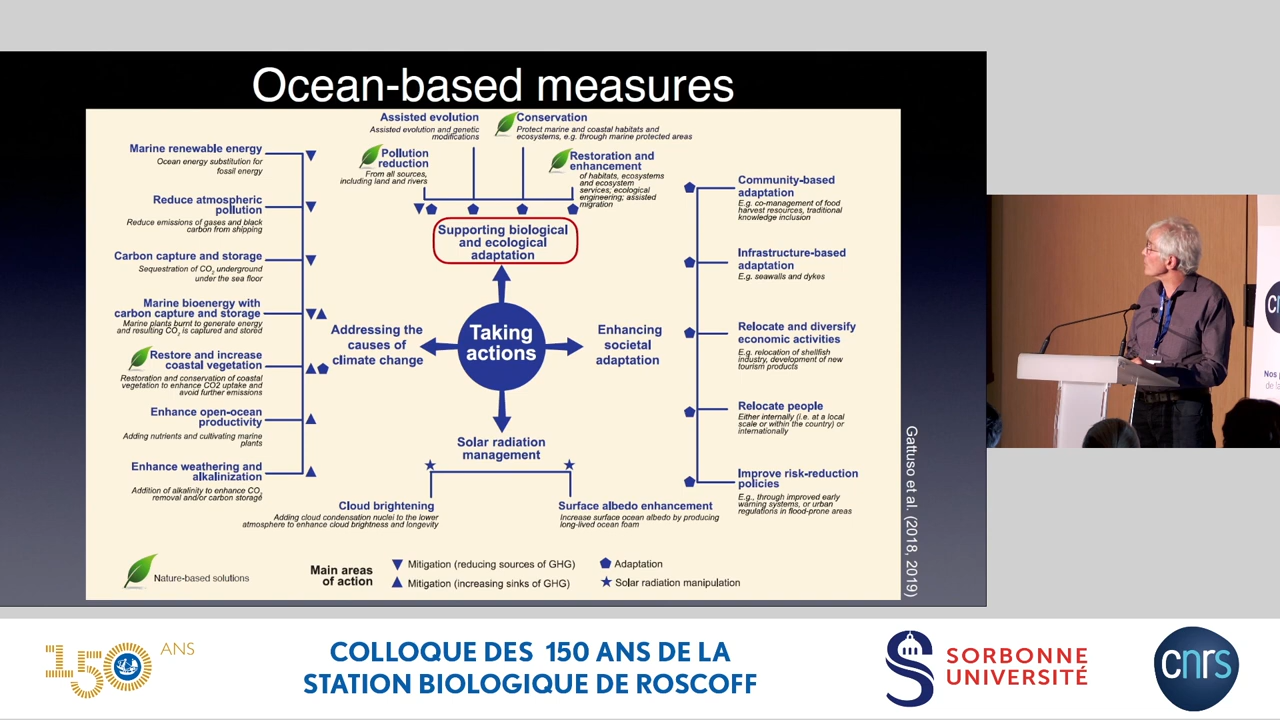 Ocean-based measures
Assisted evolution
Assisted evolution and genetic
modifications
Conservation
Protect marine and coastal habitats and
ecosystems, e.g. through marine protected areas
Pollution
reduction
From all sources,
including land and rivers
Restoration and
enhancement
of habitats, ecosystems
and ecosystem
services; ecological
engineering; assisted
migration
Supporting biological
and ecological
adaptation
Marine renewable energy
Ocean energy substitution for
fossil energy
Reduce atmospheric
pollution
Reduce emissions of gases and black
carbon from shipping
Carbon capture and storage
Sequestration of CO₂ underground
under the sea floor
Marine bioenergy with
carbon capture and storage
Marine plants burnt to generate energy
and resulting CO₂ is captured and stored
Restore and increase
coastal vegetation
Restoration and conservation of coastal
vegetation to enhance CO2 uptake and
avoid further emissions
Enhance open-ocean
productivity
Adding nutrients and cultivating marine
plants
Enhance weathering and
alkalinization
Addition of alkalinity to enhance CO₂
removal and/or carbon storage
Addressing the
causes of
climate change
Taking
actions
Enhancing
societal
adaptation
Community-based
adaptation
E.g. co-management of food
harvest resources, traditional
knowledge inclusion
Infrastructure-based
adaptation
E.g. seawalls and dykes
Relocate and diversify
economic activities
E.g. relocation of shellfish
industry, development of new
tourism products
Relocate people
Either internally (i.e. at a local
scale or within the country) or
internationally
Improve risk-reduction
policies
E.g., through improved early
warning systems, or urban
regulations in flood-prone areas
Solar radiation
management
Cloud brightening
Adding cloud condensation nuclei to the lower
atmosphere to enhance cloud brightness and longevity
Surface albedo enhancement
Increase surface ocean albedo by producing
long-lived ocean foam
Nature-based solutions
Main areas
of action
Mitigation (reducing sources of GHG)
Mitigation (increasing sinks of GHG)
Adaptation
Solar radiation manipulation
Gattuso et al. (2018, 2019)
Nos p
de la
150 ANS
COLLOQUE DES 150 ANS DE LA
STATION BIOLOGIQUE DE ROSCOFF
SORBONNE
UNIVERSITÉ
cnrs